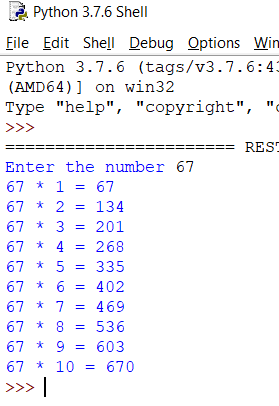 Python 3.7.6 Shell
File Edit Shell Debug Options
Python 3.7.6 (tags/v3.7.6:43
(AMD64)] on win32
Type "help", "copyright",
>>>
======================= REST
Enter the number 67
67 * 1 = 67
67 * 2 = 134
67 * 3 = 201
67 * 4 = 268
67 * 5 = 335
67 * 6 = 402
67 * 7 = 469
67 * 8 = 536
67 * 9 = 603
67 * 10 = 670
>>>